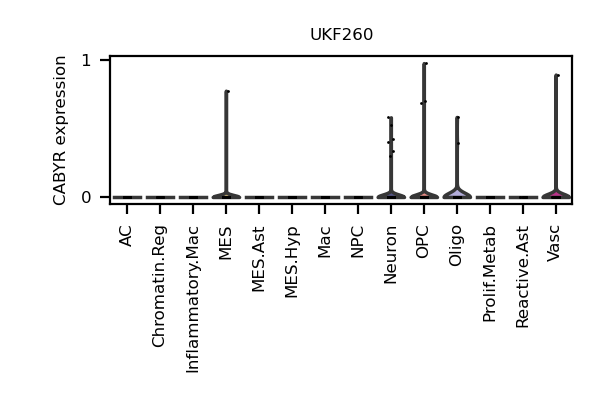 UKF260
CABYR expression
1
0
AC
Chromatin.Reg
Inflammatory.Mac
MES
MES.Ast
MES.Hyp
Mac
NPC
Neuron
OPC
Oligo
Prolif.Metab
Reactive.Ast
Vasc